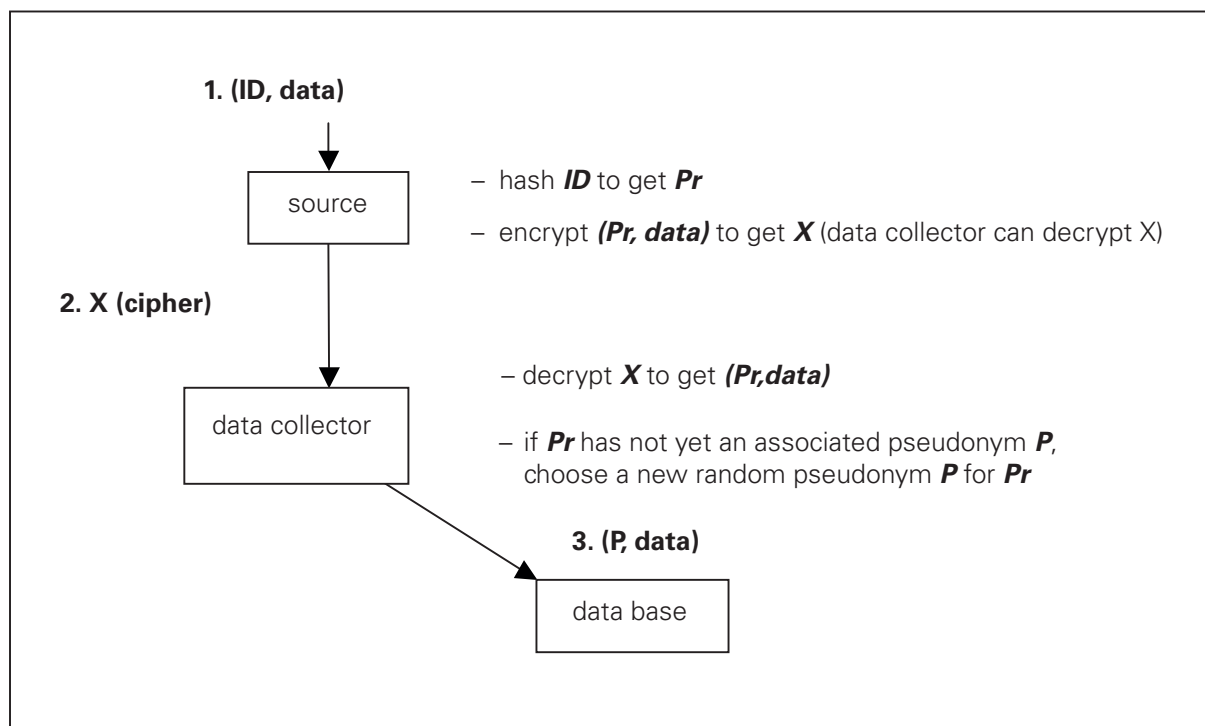 1. (ID, data)
source
– hash ID to get Pr
– encrypt (Pr, data) to get X (data collector can decrypt X)
2. X (cipher)
data collector
– decrypt X to get (Pr,data)
– if Pr has not yet an associated pseudonym P,
choose a new random pseudonym P for Pr
3. (P, data)
data base